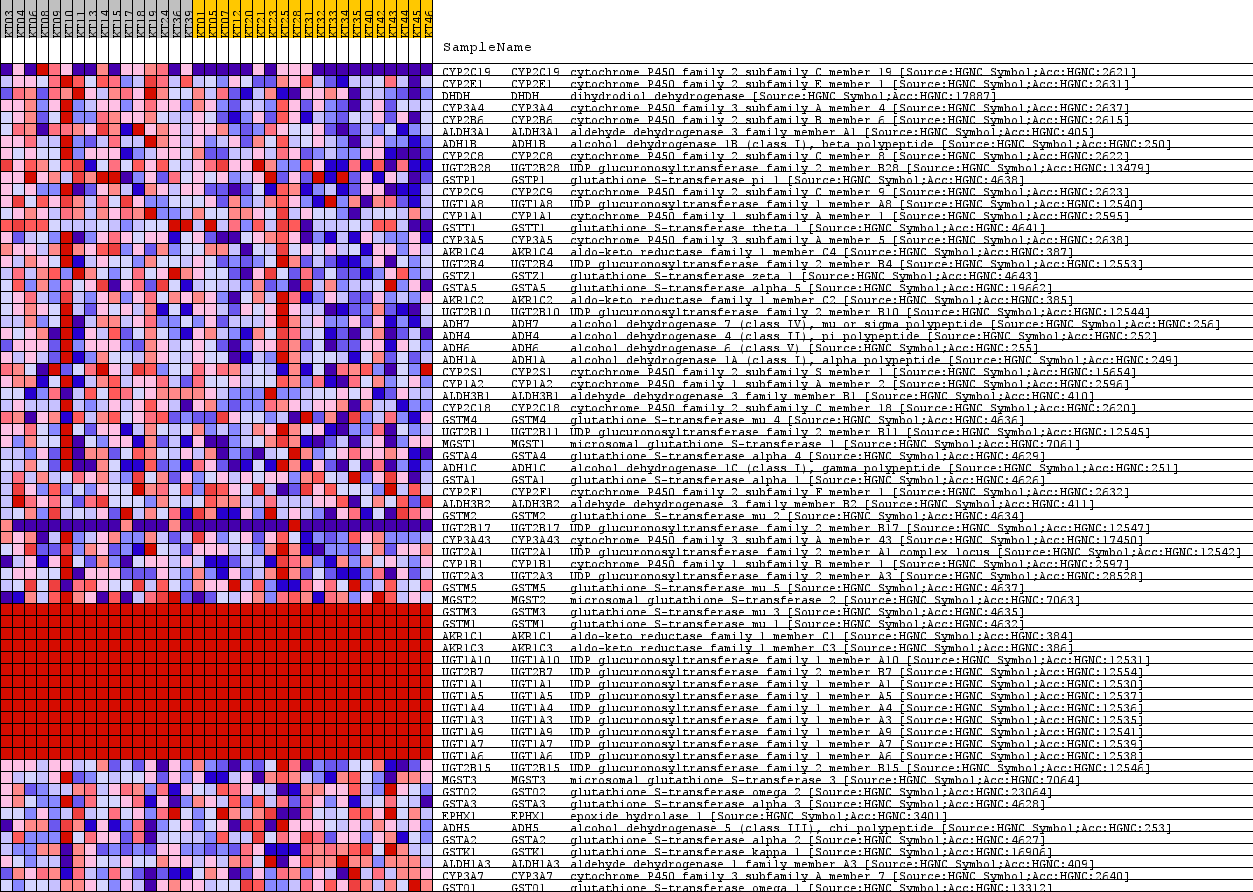 KT03 KT04 KT06 KT08 KT09 KT10 KT11 KT13 KT14 KT15 KT17 KT18 KT19 KT24 KT36 KT39 KT01 KT05 KT07 KT12 KT20 KT21 KT23 KT25 KT28 KT31 KT32 KT33 KT34 KT35 KT40 KT42 KT43 KT44 KT45 KT46
SampleName
CYP2C19 CYP2C19 cytochrome P450 family 2 subfamily C member 19 [Source:HGNC Symbol;Acc:HGNC:2621]
CYP2E1 CYP2E1 cytochrome P450 family 2 subfamily E member 1 [Source:HGNC Symbol;Acc:HGNC:2631]
DHDH DHDH dihydrodiol dehydrogenase [Source:HGNC Symbol;Acc:HGNC:17887]
CYP3A4 CYP3A4 cytochrome P450 family 3 subfamily A member 4 [Source:HGNC Symbol;Acc:HGNC:2637]
CYP2B6 CYP2B6 cytochrome P450 family 2 subfamily B member 6 [Source:HGNC Symbol;Acc:HGNC:2615]
ALDH3A1 ALDH3A1 aldehyde dehydrogenase 3 family member A1 [Source:HGNC Symbol;Acc:HGNC:405]
ADH1B ADH1B alcohol dehydrogenase 1B (class I), beta polypeptide [Source:HGNC Symbol;Acc:HGNC:250]
CYP2C8 CYP2C8 cytochrome P450 family 2 subfamily C member 8 [Source:HGNC Symbol;Acc:HGNC:2622]
UGT2B28 UGT2B28 UDP glucuronosyltransferase family 2 member B28 [Source:HGNC Symbol;Acc:HGNC:13479]
GSTP1 GSTP1 glutathione S-transferase pi 1 [Source:HGNC Symbol;Acc:HGNC:4638]
CYP2C9 CYP2C9 cytochrome P450 family 2 subfamily C member 9 [Source:HGNC Symbol;Acc:HGNC:2623]
UGT1A8 UGT1A8 UDP glucuronosyltransferase family 1 member A8 [Source:HGNC Symbol;Acc:HGNC:12540]
CYP1A1 CYP1A1 cytochrome P450 family 1 subfamily A member 1 [Source:HGNC Symbol;Acc:HGNC:2595]
GSTT1 GSTT1 glutathione S-transferase theta 1 [Source:HGNC Symbol;Acc:HGNC:4641]
CYP3A5 CYP3A5 cytochrome P450 family 3 subfamily A member 5 [Source:HGNC Symbol;Acc:HGNC:2638]
AKR1C4 AKR1C4 aldo-keto reductase family 1 member C4 [Source:HGNC Symbol;Acc:HGNC:387]
UGT2B4 UGT2B4 UDP glucuronosyltransferase family 2 member B4 [Source:HGNC Symbol;Acc:HGNC:12553]
GSTZ1 GSTZ1 glutathione S-transferase zeta 1 [Source:HGNC Symbol;Acc:HGNC:4643]
GSTA5 GSTA5 glutathione S-transferase alpha 5 [Source:HGNC Symbol;Acc:HGNC:19662]
AKR1C2 AKR1C2 aldo-keto reductase family 1 member C2 [Source:HGNC Symbol;Acc:HGNC:385]
UGT2B10 UGT2B10 UDP glucuronosyltransferase family 2 member B10 [Source:HGNC Symbol;Acc:HGNC:12544]
ADH7 ADH7 alcohol dehydrogenase 7 (class IV), mu or sigma polypeptide [Source:HGNC Symbol;Acc:HGNC:256]
ADH4 ADH4 alcohol dehydrogenase 4 (class II), pi polypeptide [Source:HGNC Symbol;Acc:HGNC:252]
ADH6 ADH6 alcohol dehydrogenase 6 (class V) [Source:HGNC Symbol;Acc:HGNC:255]
ADH1A ADH1A alcohol dehydrogenase 1A (class I), alpha polypeptide [Source:HGNC Symbol;Acc:HGNC:249]
CYP2S1 CYP2S1 cytochrome P450 family 2 subfamily S member 1 [Source:HGNC Symbol;Acc:HGNC:15654]
CYP1A2 CYP1A2 cytochrome P450 family 1 subfamily A member 2 [Source:HGNC Symbol;Acc:HGNC:2596]
ALDH3B1 ALDH3B1 aldehyde dehydrogenase 3 family member B1 [Source:HGNC Symbol;Acc:HGNC:410]
CYP2C18 CYP2C18 cytochrome P450 family 2 subfamily C member 18 [Source:HGNC Symbol;Acc:HGNC:2620]
GSTM4 GSTM4 glutathione S-transferase mu 4 [Source:HGNC Symbol;Acc:HGNC:4636]
UGT2B11 UGT2B11 UDP glucuronosyltransferase family 2 member B11 [Source:HGNC Symbol;Acc:HGNC:12545]
MGST1 MGST1 microsomal glutathione S-transferase 1 [Source:HGNC Symbol;Acc:HGNC:7061]
GSTA4 GSTA4 glutathione S-transferase alpha 4 [Source:HGNC Symbol;Acc:HGNC:4629]
ADH1C ADH1C alcohol dehydrogenase 1C (class I), gamma polypeptide [Source:HGNC Symbol;Acc:HGNC:251]
GSTA1 GSTA1 glutathione S-transferase alpha 1 [Source:HGNC Symbol;Acc:HGNC:4626]
CYP2F1 CYP2F1 cytochrome P450 family 2 subfamily F member 1 [Source:HGNC Symbol;Acc:HGNC:2632]
ALDH3B2 ALDH3B2 aldehyde dehydrogenase 3 family member B2 [Source:HGNC Symbol;Acc:HGNC:411]
GSTM2 GSTM2 glutathione S-transferase mu 2 [Source:HGNC Symbol;Acc:HGNC:4634]
UGT2B17 UGT2B17 UDP glucuronosyltransferase family 2 member B17 [Source:HGNC Symbol;Acc:HGNC:12547]
CYP3A43 CYP3A43 cytochrome P450 family 3 subfamily A member 43 [Source:HGNC Symbol;Acc:HGNC:17450]
UGT2A1 UGT2A1 UDP glucuronosyltransferase family 2 member A1 complex locus [Source:HGNC Symbol;Acc:HGNC:12542]
CYP1B1 CYP1B1 cytochrome P450 family 1 subfamily B member 1 [Source:HGNC Symbol;Acc:HGNC:2597]
UGT2A3 UGT2A3 UDP glucuronosyltransferase family 2 member A3 [Source:HGNC Symbol;Acc:HGNC:28528]
GSTM5 GSTM5 glutathione S-transferase mu 5 [Source:HGNC Symbol;Acc:HGNC:4637]
MGST2 MGST2 microsomal glutathione S-transferase 2 [Source:HGNC Symbol;Acc:HGNC:7063]
GSTM3 GSTM3 glutathione S-transferase mu 3 [Source:HGNC Symbol;Acc:HGNC:4635]
GSTM1 GSTM1 glutathione S-transferase mu 1 [Source:HGNC Symbol;Acc:HGNC:4632]
AKR1C1 AKR1C1 aldo-keto reductase family 1 member C1 [Source:HGNC Symbol;Acc:HGNC:384]
AKR1C3 AKR1C3 aldo-keto reductase family 1 member C3 [Source:HGNC Symbol;Acc:HGNC:386]
UGT1A10 UGT1A10 UDP glucuronosyltransferase family 1 member A10 [Source:HGNC Symbol;Acc:HGNC:12531]
UGT2B7 UGT2B7 UDP glucuronosyltransferase family 2 member B7 [Source:HGNC Symbol;Acc:HGNC:12554]
UGT1A1 UGT1A1 UDP glucuronosyltransferase family 1 member A1 [Source:HGNC Symbol;Acc:HGNC:12530]
UGT1A5 UGT1A5 UDP glucuronosyltransferase family 1 member A5 [Source:HGNC Symbol;Acc:HGNC:12537]
UGT1A4 UGT1A4 UDP glucuronosyltransferase family 1 member A4 [Source:HGNC Symbol;Acc:HGNC:12536]
UGT1A3 UGT1A3 UDP glucuronosyltransferase family 1 member A3 [Source:HGNC Symbol;Acc:HGNC:12535]
UGT1A9 UGT1A9 UDP glucuronosyltransferase family 1 member A9 [Source:HGNC Symbol;Acc:HGNC:12541]
UGT1A7 UGT1A7 UDP glucuronosyltransferase family 1 member A7 [Source:HGNC Symbol;Acc:HGNC:12539]
UGT1A6 UGT1A6 UDP glucuronosyltransferase family 1 member A6 [Source:HGNC Symbol;Acc:HGNC:12538]
UGT2B15 UGT2B15 UDP glucuronosyltransferase family 2 member B15 [Source:HGNC Symbol;Acc:HGNC:12546]
MGST3 MGST3 microsomal glutathione S-transferase 3 [Source:HGNC Symbol;Acc:HGNC:7064]
GSTO2 GSTO2 glutathione S-transferase omega 2 [Source:HGNC Symbol;Acc:HGNC:23064]
GSTA3 GSTA3 glutathione S-transferase alpha 3 [Source:HGNC Symbol;Acc:HGNC:4628]
EPHX1 EPHX1 epoxide hydrolase 1 [Source:HGNC Symbol;Acc:HGNC:3401]
ADH5 ADH5 alcohol dehydrogenase 5 (class III), chi polypeptide [Source:HGNC Symbol;Acc:HGNC:253]
GSTA2 GSTA2 glutathione S-transferase alpha 2 [Source:HGNC Symbol;Acc:HGNC:4627]
GSTK1 GSTK1 glutathione S-transferase kappa 1 [Source:HGNC Symbol;Acc:HGNC:16906]
ALDH1A3 ALDH1A3 aldehyde dehydrogenase 1 family member A3 [Source:HGNC Symbol;Acc:HGNC:409]
CYP3A7 CYP3A7 cytochrome P450 family 3 subfamily A member 7 [Source:HGNC Symbol;Acc:HGNC:2640]
GSTO1 GSTO1 glutathione S-transferase omega 1 [Source:HGNC Symbol;Acc:HGNC:13312]